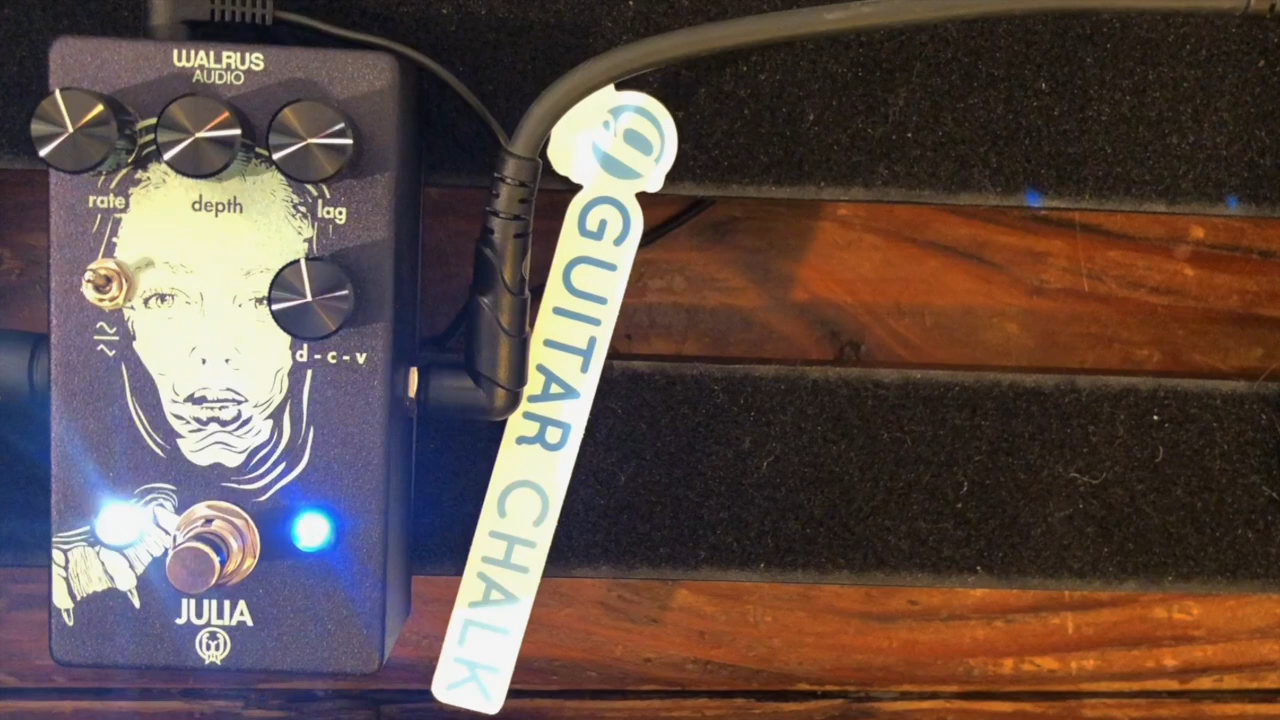 WALRUS
AUDIO
rate
depth
lag
d-c-v
JULIA
GUITAR CHALK